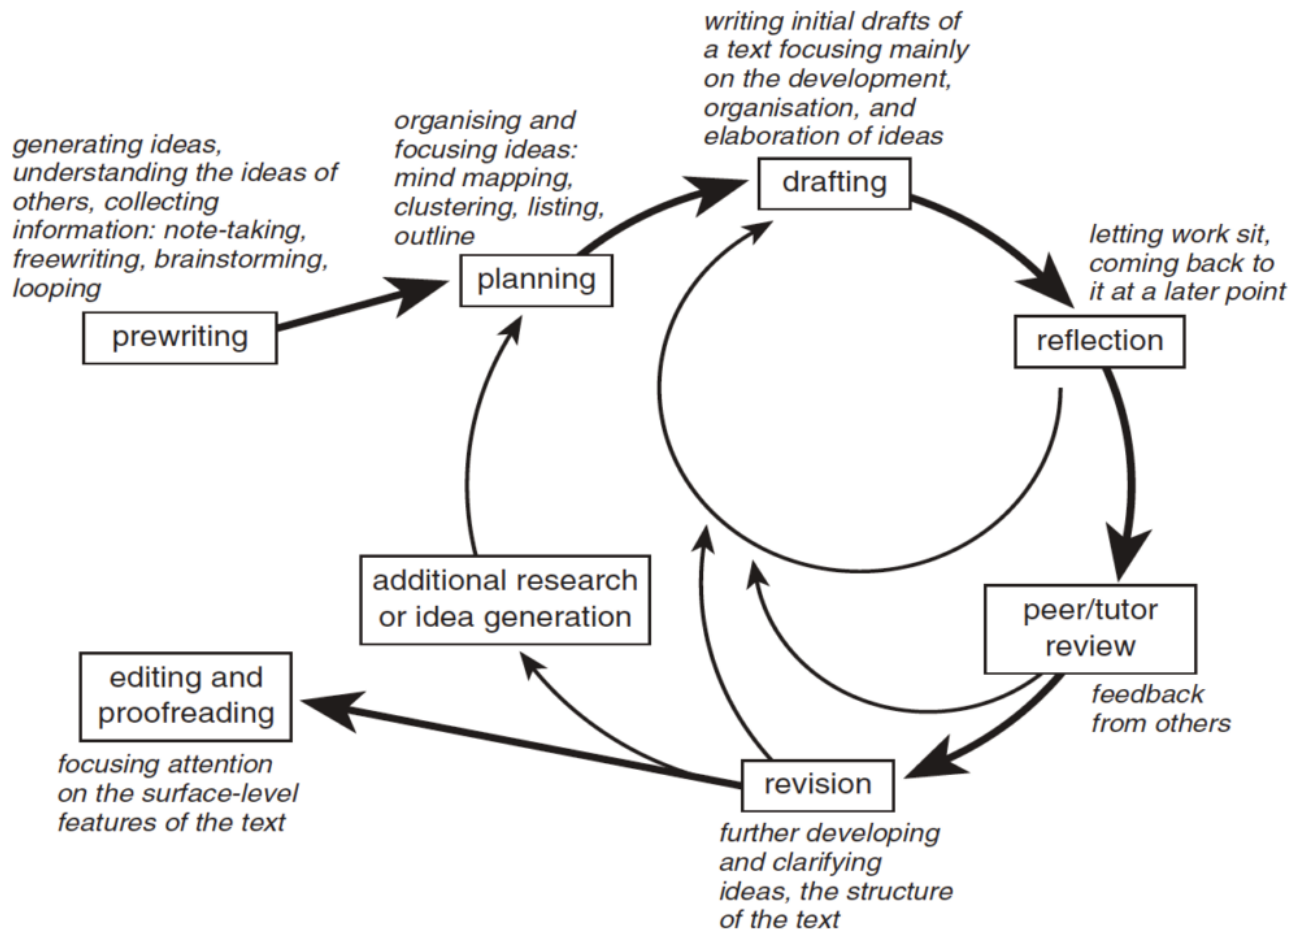 generating ideas,
understanding the ideas of
others, collecting
information: note-taking,
freewriting, brainstorming,
looping
prewriting
organising and
focusing ideas:
mind mapping,
clustering, listing,
outline
planning
writing initial drafts of
a text focusing mainly
on the development,
organisation, and
elaboration of ideas
drafting
letting work sit,
coming back to
it at a later point
reflection
peer/tutor
review
feedback
from others
revision
further developing
and clarifying
ideas, the structure
of the text
additional research
or idea generation
editing and
proofreading
focusing attention
on the surface-level
features of the text